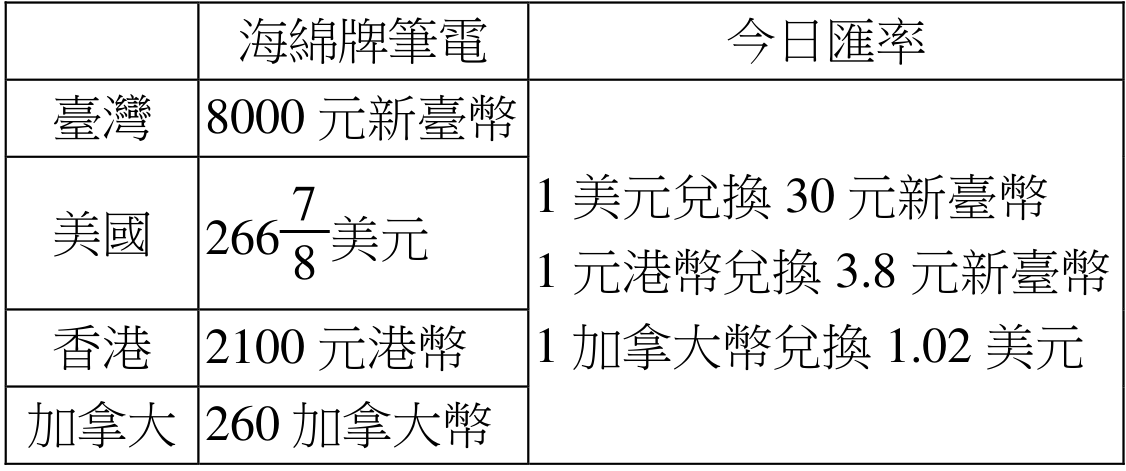 海綿牌筆電 今日匯率
臺灣 8000 元新臺幣
美國 266 7/8 美元
香港 2100 元港幣
加拿大 260 加拿大幣
1 美元兌換 30 元新臺幣
1 元港幣兌換 3.8 元新臺幣
1 加拿大幣兌換 1.02 美元